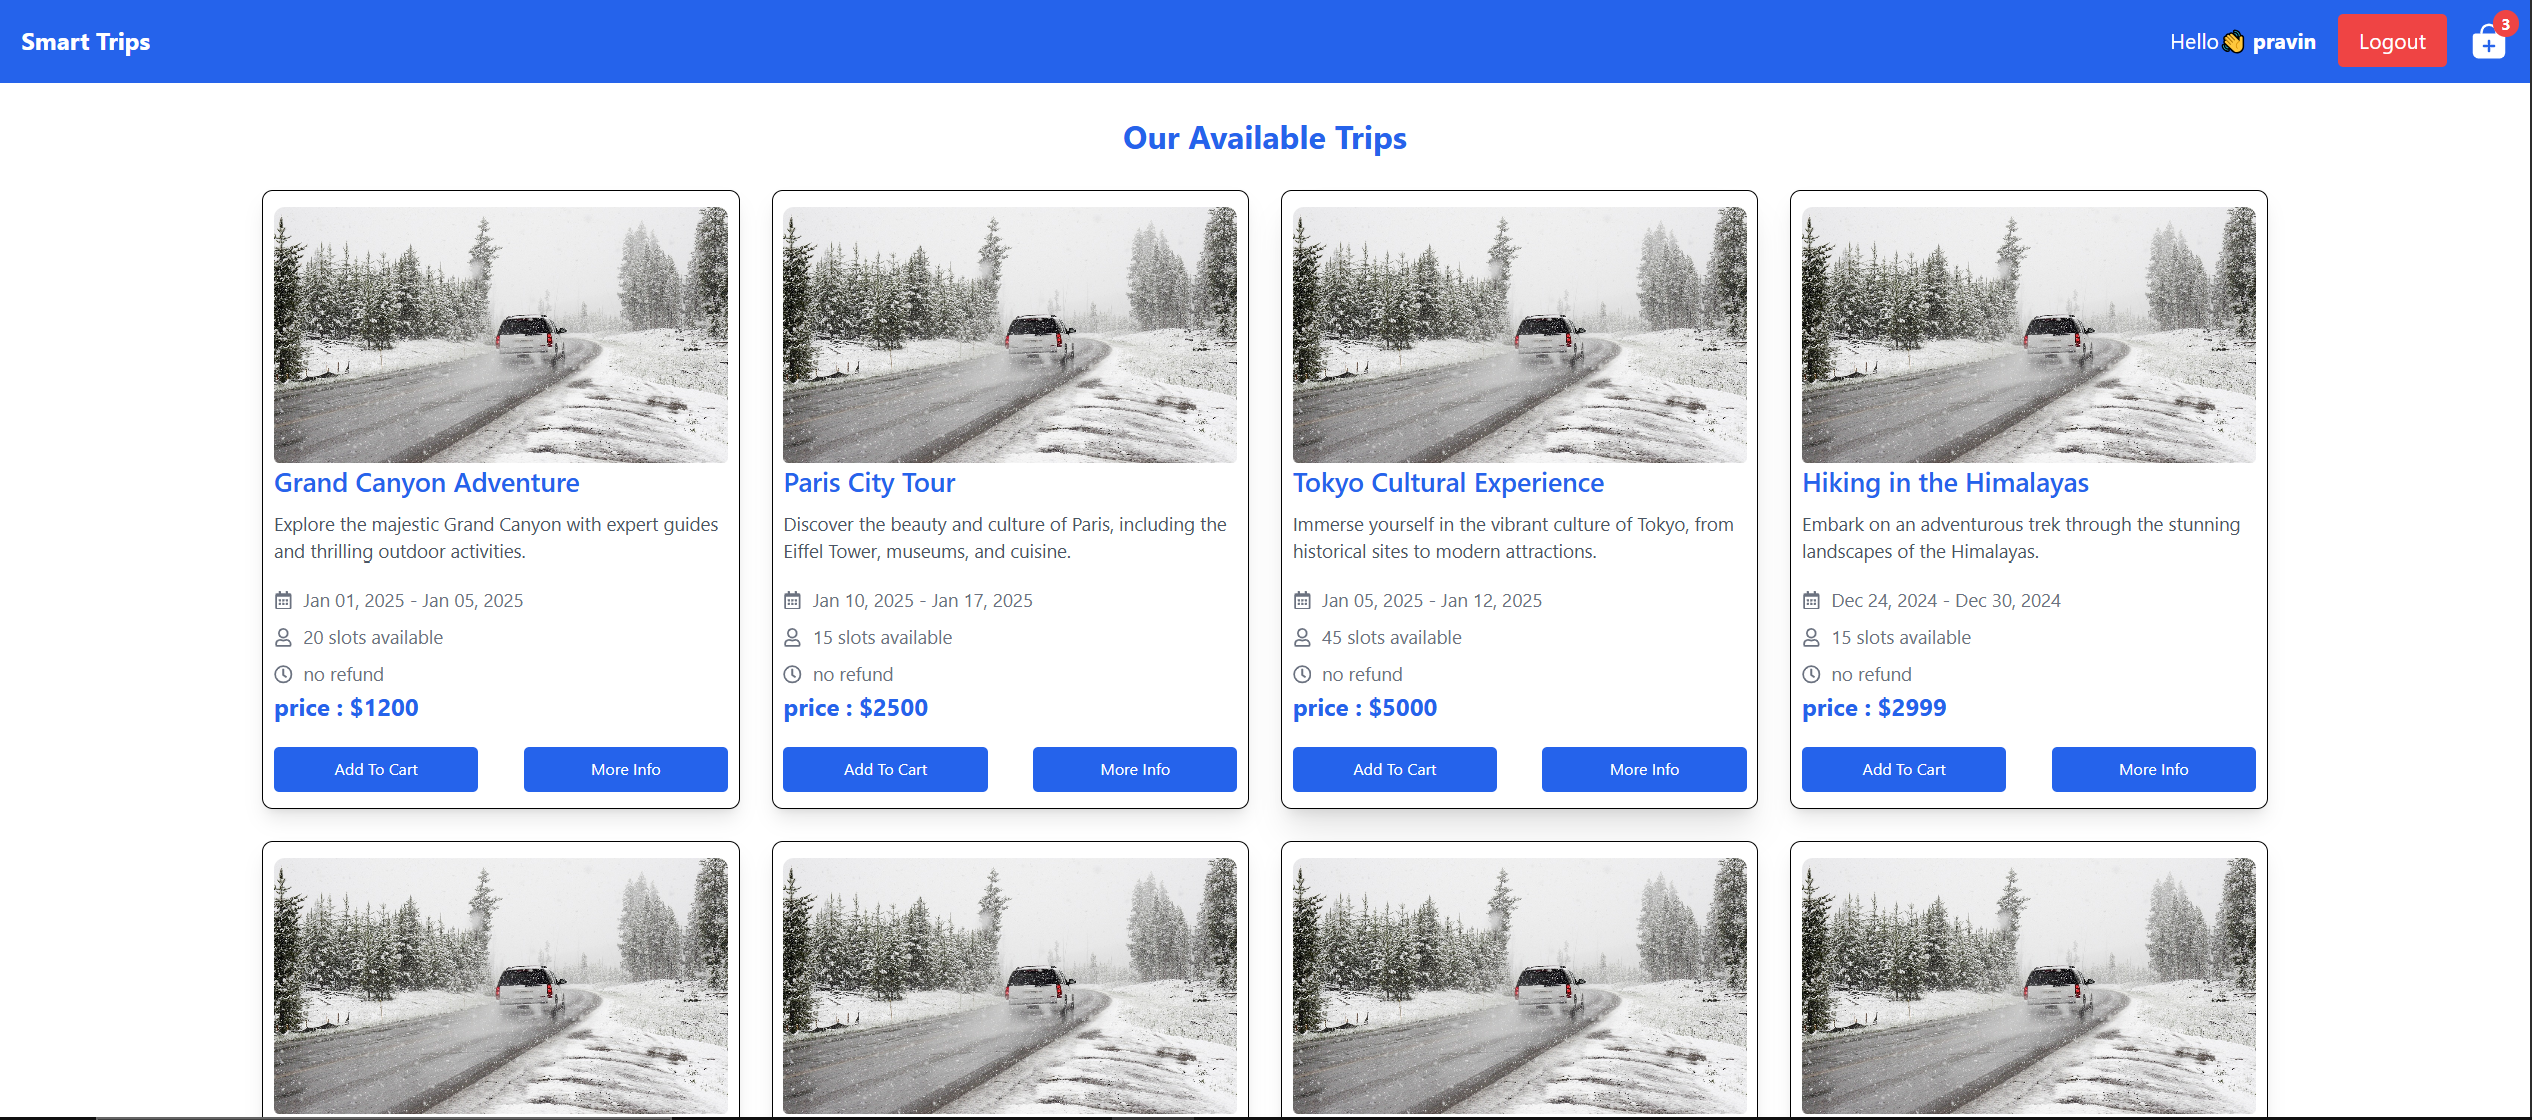 Smart Trips
Hello👋 pravin
Logout
3
Our Available Trips
Grand Canyon Adventure
Explore the majestic Grand Canyon with expert guides
and thrilling outdoor activities.
Jan 01, 2025 - Jan 05, 2025
20 slots available
no refund
price : $1200
Add To Cart
More Info
Paris City Tour
Discover the beauty and culture of Paris, including the
Eiffel Tower, museums, and cuisine.
Jan 10, 2025 - Jan 17, 2025
15 slots available
no refund
price : $2500
Add To Cart
More Info
Tokyo Cultural Experience
Immerse yourself in the vibrant culture of Tokyo, from
historical sites to modern attractions.
Jan 05, 2025 - Jan 12, 2025
45 slots available
no refund
price : $5000
Add To Cart
More Info
Hiking in the Himalayas
Embark on an adventurous trek through the stunning
landscapes of the Himalayas.
Dec 24, 2024 - Dec 30, 2024
15 slots available
no refund
price : $2999
Add To Cart
More Info